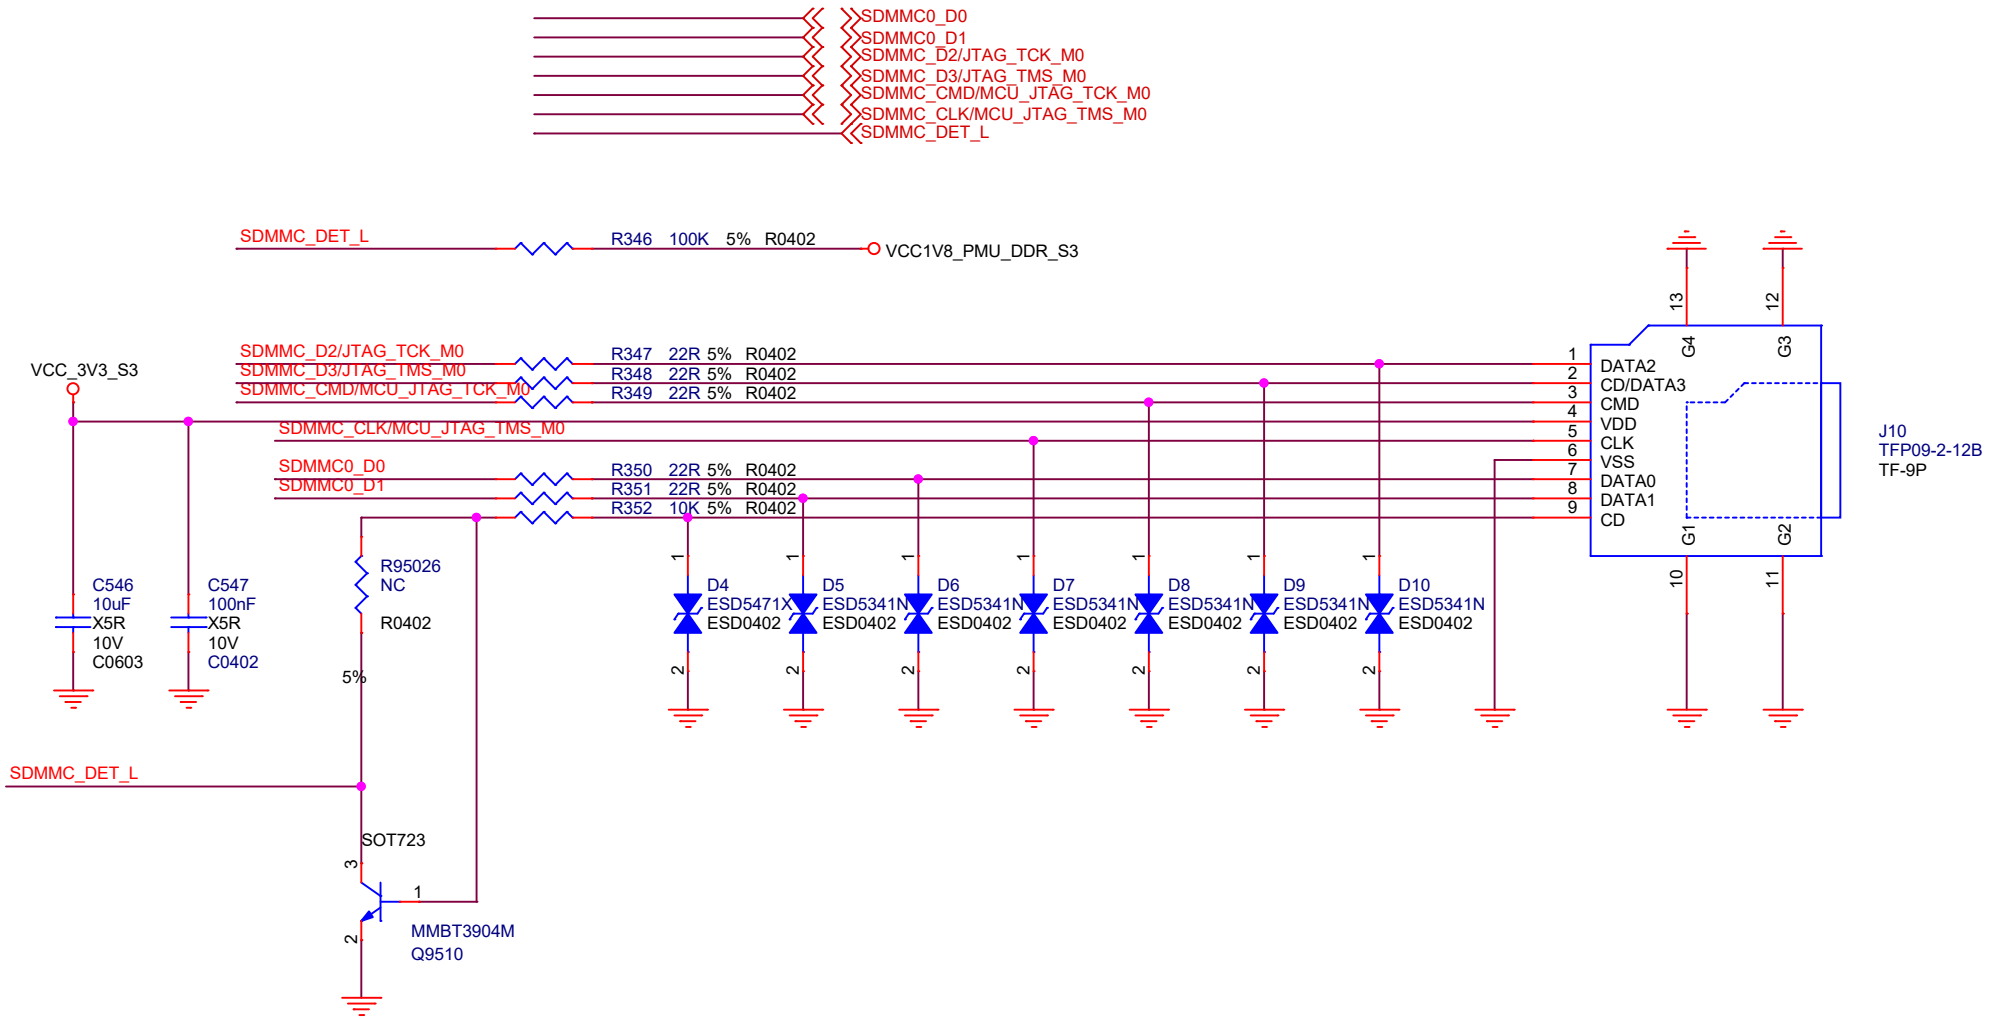 SDMMC0_D0
SDMMC0_D1
SDMMC_D2/JTAG_TCK_M0
SDMMC_D3/JTAG_TMS_M0
SDMMC_CMD/MCU_JTAG_TCK_M0
SDMMC_CLK/MCU_JTAG_TMS_M0
SDMMC_DET_L
SDMMC_DET_L
R346 100K 5% R0402
VCC1V8_PMU_DDR_S3
VCC_3V3_S3
SDMMC_D2/JTAG_TCK_M0
R347 22R 5% R0402
SDMMC_D3/JTAG_TMS_M0
R348 22R 5% R0402
SDMMC_CMD/MCU_JTAG_TCK_M0
R349 22R 5% R0402
SDMMC_CLK/MCU_JTAG_TMS_M0
SDMMC0_D0
R350 22R 5% R0402
SDMMC0_D1
R351 22R 5% R0402
R352 10K 5% R0402
13
12
G4
G3
1 DATA2
2 CD/DATA3
3 CMD
4 VDD
5 CLK
6 VSS
7 DATA0
8 DATA1
9 CD
G1
G2
10
11
J10
TFP09-2-12B
TF-9P
C546
10uF
X5R
10V
C0603
C547
100nF
X5R
10V
C0402
R95026
NC
R0402
5%
1
D4
ESD5471X
ESD0402
2
1
D5
ESD5341N
ESD0402
2
1
D6
ESD5341N
ESD0402
2
1
D7
ESD5341N
ESD0402
2
1
D8
ESD5341N
ESD0402
2
1
D9
ESD5341N
ESD0402
2
1
D10
ESD5341N
ESD0402
2
SDMMC_DET_L
SOT723
3
1
2
MMBT3904M
Q9510